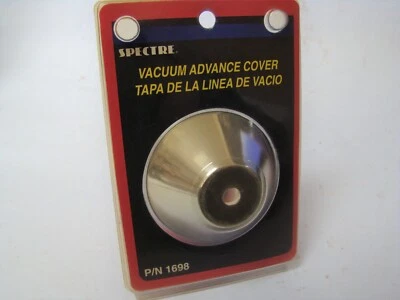 SPECTRE
VACUUM ADVANCE COVER
TAPA DE LA LINEA DE VACIO
P/N 1698